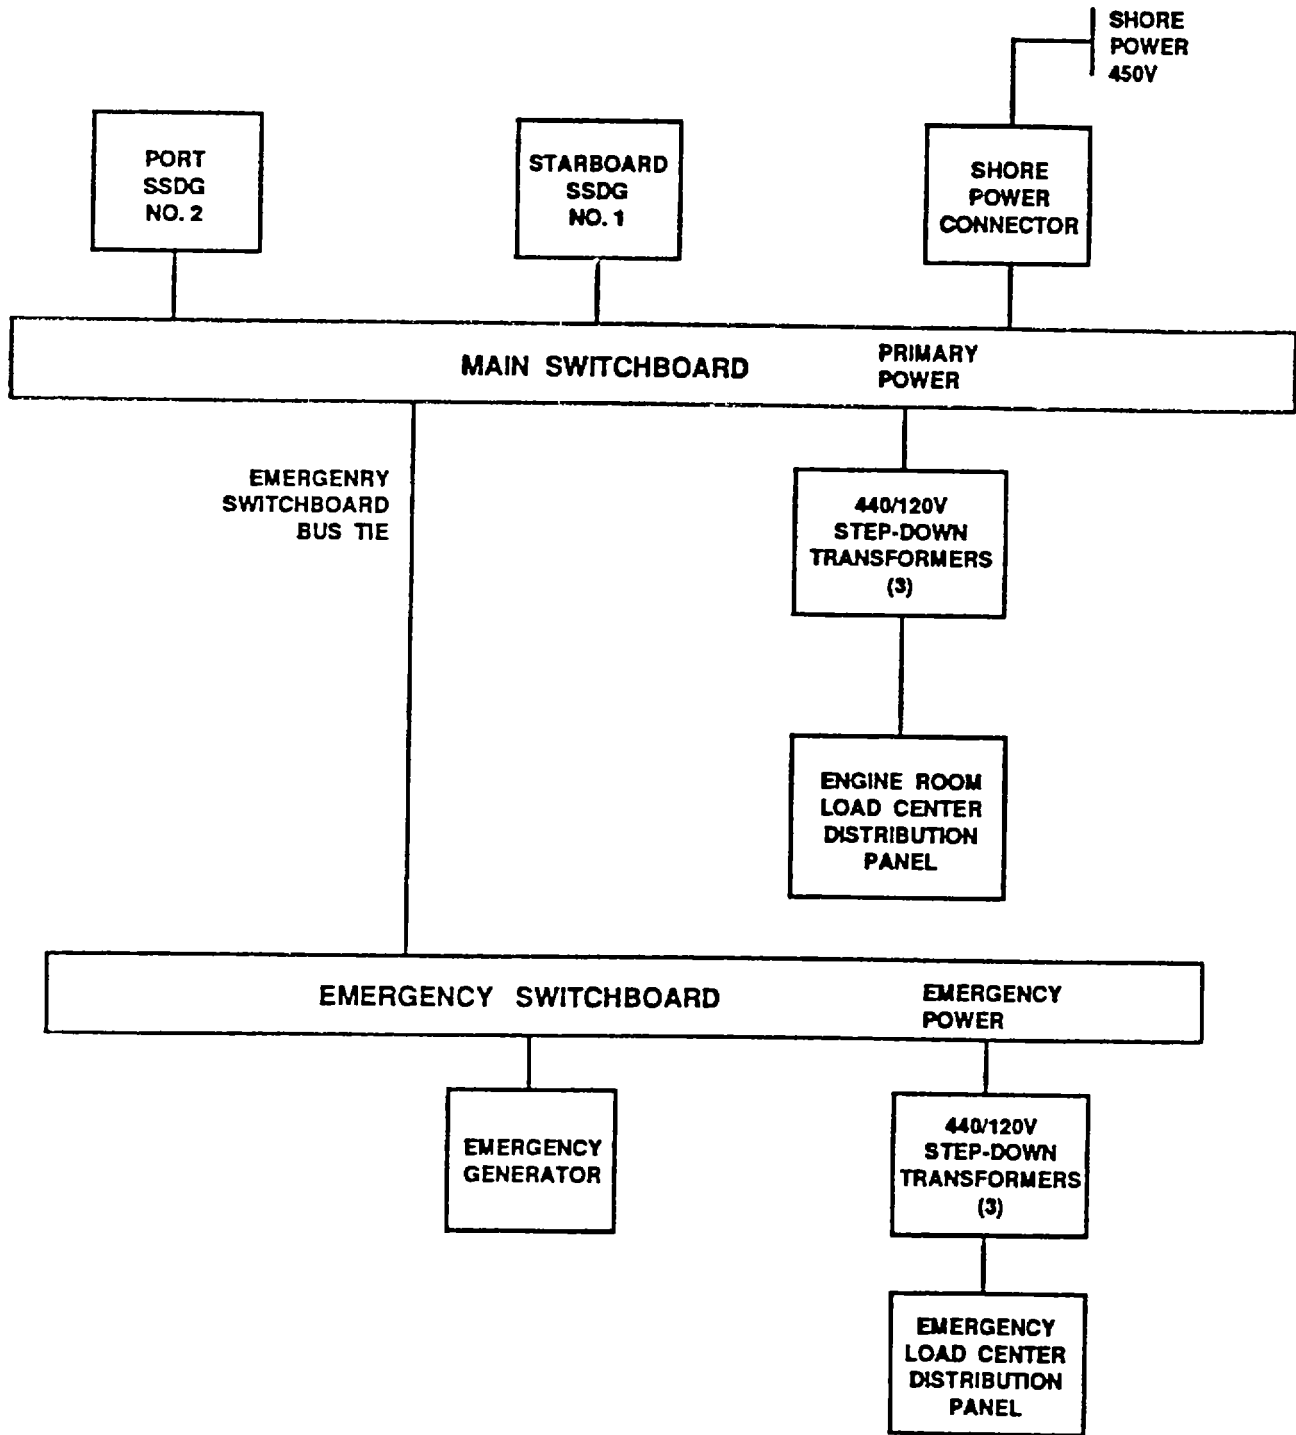 SHORE
POWER
450V
PORT
SSDG
NO. 2
STARBOARD
SSDG
NO. 1
SHORE
POWER
CONNECTOR
MAIN SWITCHBOARD
PRIMARY
POWER
EMERGENRY
SWITCHBOARD
BUS TIE
440/120V
STEP-DOWN
TRANSFORMERS
(3)
ENGINE ROOM
LOAD CENTER
DISTRIBUTION
PANEL
EMERGENCY SWITCHBOARD
EMERGENCY
POWER
EMERGENCY
GENERATOR
440/120V
STEP-DOWN
TRANSFORMERS
(3)
EMERGENCY
LOAD CENTER
DISTRIBUTION
PANEL